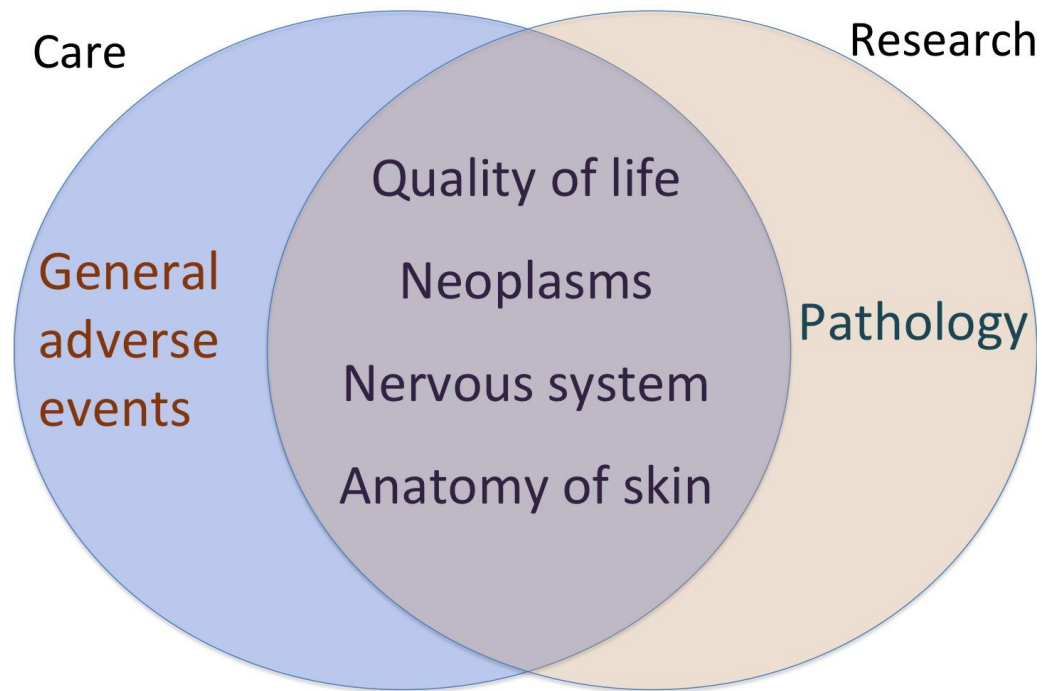 Care
Research
Quality of life
General
adverse
events
Neoplasms
Pathology
Nervous system
Anatomy of skin